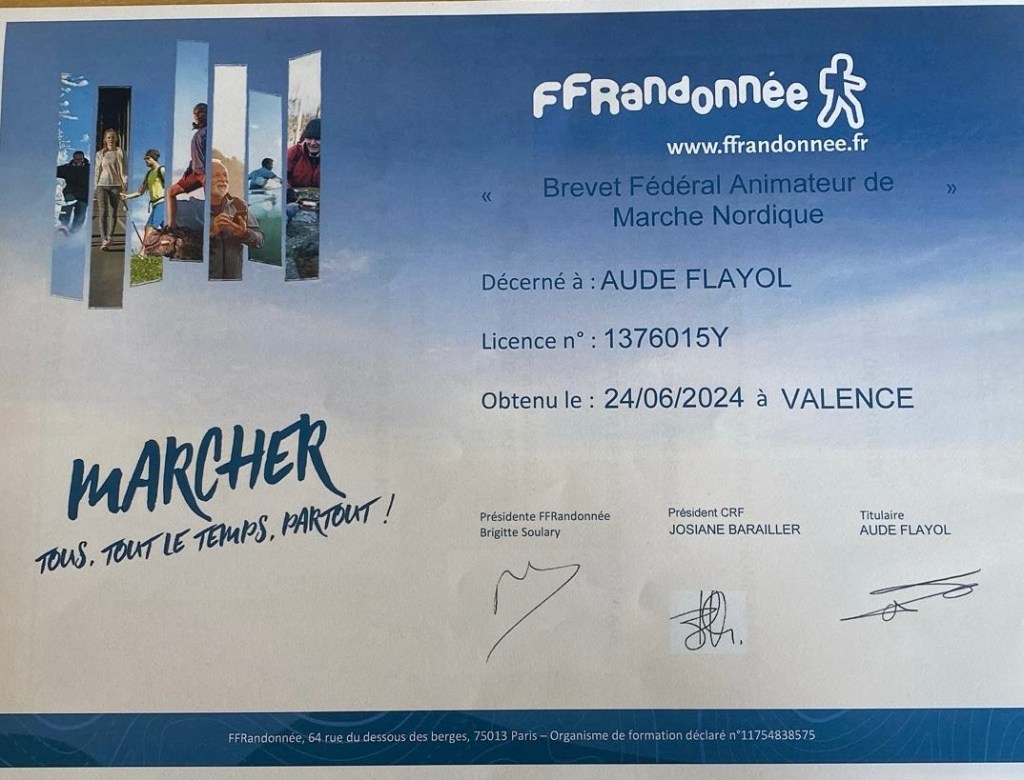 FFRandonnée
www.ffrandonnee.fr
« Brevet Fédéral Animateur de »
Marche Nordique
Décerné à : AUDE FLAYOL
Licence n° : 1376015Y
Obtenu le : 24/06/2024 à VALENCE
MARCHER
TOUS, TOUT LE TEMPS, PARTOUT !
Présidente FFRandonnée
Brigitte Soulary
Président CRF
JOSIANE BARAILLER
Titulaire
AUDE FLAYOL
FFRandonnée, 64 rue du dessous des berges, 75013 Paris – Organisme de formation déclaré n°11754838575